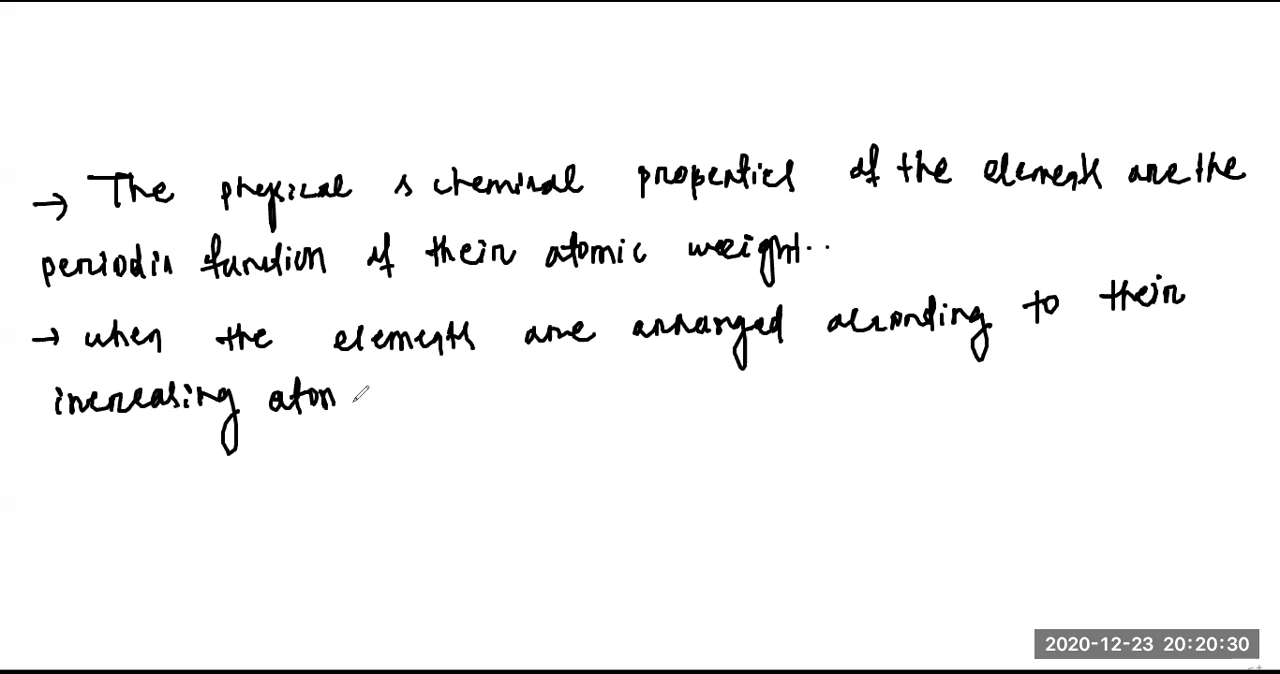 → The physical & chemical properties of the elements are the
periodic function of their atomic weight..
→ when the elements are arranged according to their
increasing atom
2020-12-23 20:20:30